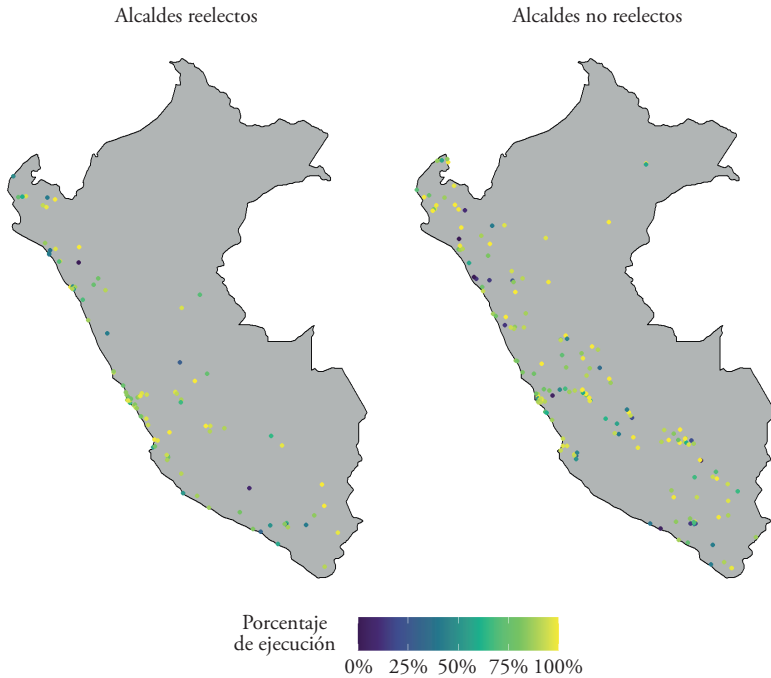 Alcaldes reelectos
Alcaldes no reelectos
Porcentaje
de ejecución
0% 25% 50% 75% 100%